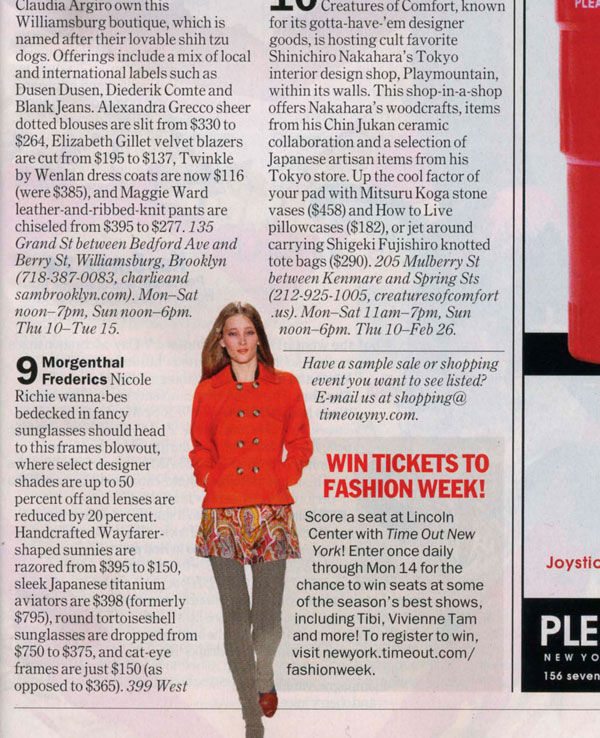 Claudia Argiro own this
Williamsburg boutique, which is
named after their lovable shih tzu
dogs. Offerings include a mix of local
and international labels such as
Dusen Dusen, Diederik Comte and
Blank Jeans. Alexandra Grecco sheer
dotted blouses are slit from $330 to
$264, Elizabeth Gillet velvet blazers
are cut from $195 to $137, Twinkle
by Wenlan dress coats are now $116
(were $385), and Maggie Ward
leather-and-ribbed-knit pants are
chiseled from $395 to $277. 135
Grand St between Bedford Ave and
Berry St, Williamsburg, Brooklyn
(718-387-0083, charlieand
sambrooklyn.com). Mon–Sat
noon–7pm, Sun noon–6pm.
Thu 10–Tue 15.
9 Morgenthal
Frederics Nicole
Richie wanna-bes
bedecked in fancy
sunglasses should head
to this frames blowout,
where select designer
shades are up to 50
percent off and lenses are
reduced by 20 percent.
Handcrafted Wayfarer-
shaped sunnies are
razored from $395 to $150,
sleek Japanese titanium
aviators are $398 (formerly
$795), round tortoiseshell
sunglasses are dropped from
$750 to $375, and cat-eye
frames are just $150 (as
opposed to $365). 399 West
10 Creatures of Comfort, known
for its gotta-have-'em designer
goods, is hosting cult favorite
Shinichiro Nakahara's Tokyo
interior design shop, Playmountain,
within its walls. This shop-in-a-shop
offers Nakahara's woodcrafts, items
from his Chin Jukan ceramic
collaboration and a selection of
Japanese artisan items from his
Tokyo store. Up the cool factor of
your pad with Mitsuru Koga stone
vases ($458) and How to Live
pillowcases ($182), or jet around
carrying Shigeki Fujishiro knotted
tote bags ($290). 205 Mulberry St
between Kenmare and Spring Sts
(212-925-1005, creaturesofcomfort
.us). Mon–Sat 11am–7pm, Sun
noon–6pm. Thu 10–Feb 26.
Have a sample sale or shopping
event you want to see listed?
E-mail us at shopping@
timeoutny.com.
WIN TICKETS TO
FASHION WEEK!
Score a seat at Lincoln
Center with Time Out New
York! Enter once daily
through Mon 14 for the
chance to win seats at some
of the season's best shows,
including Tibi, Vivienne Tam
and more! To register to win,
visit newyork.timeout.com/
fashionweek.
PLEA
Joystic
PLE
NEW YO
156 seven